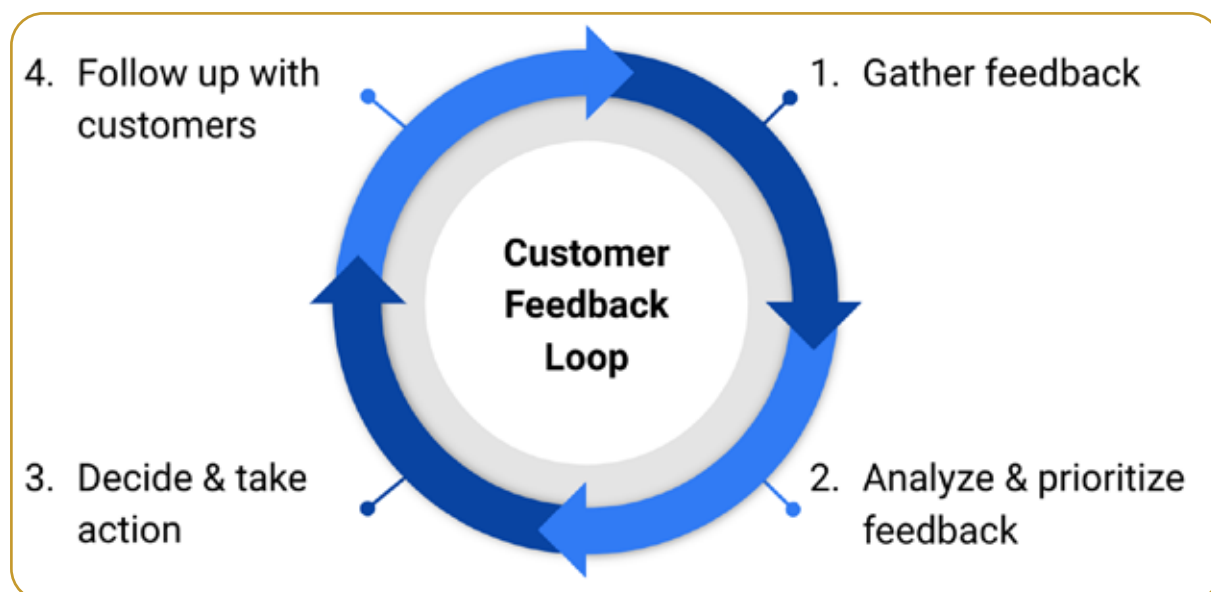 1. Gather feedback
2. Analyze & prioritize
feedback
3. Decide & take
action
4. Follow up with
customers
Customer
Feedback
Loop